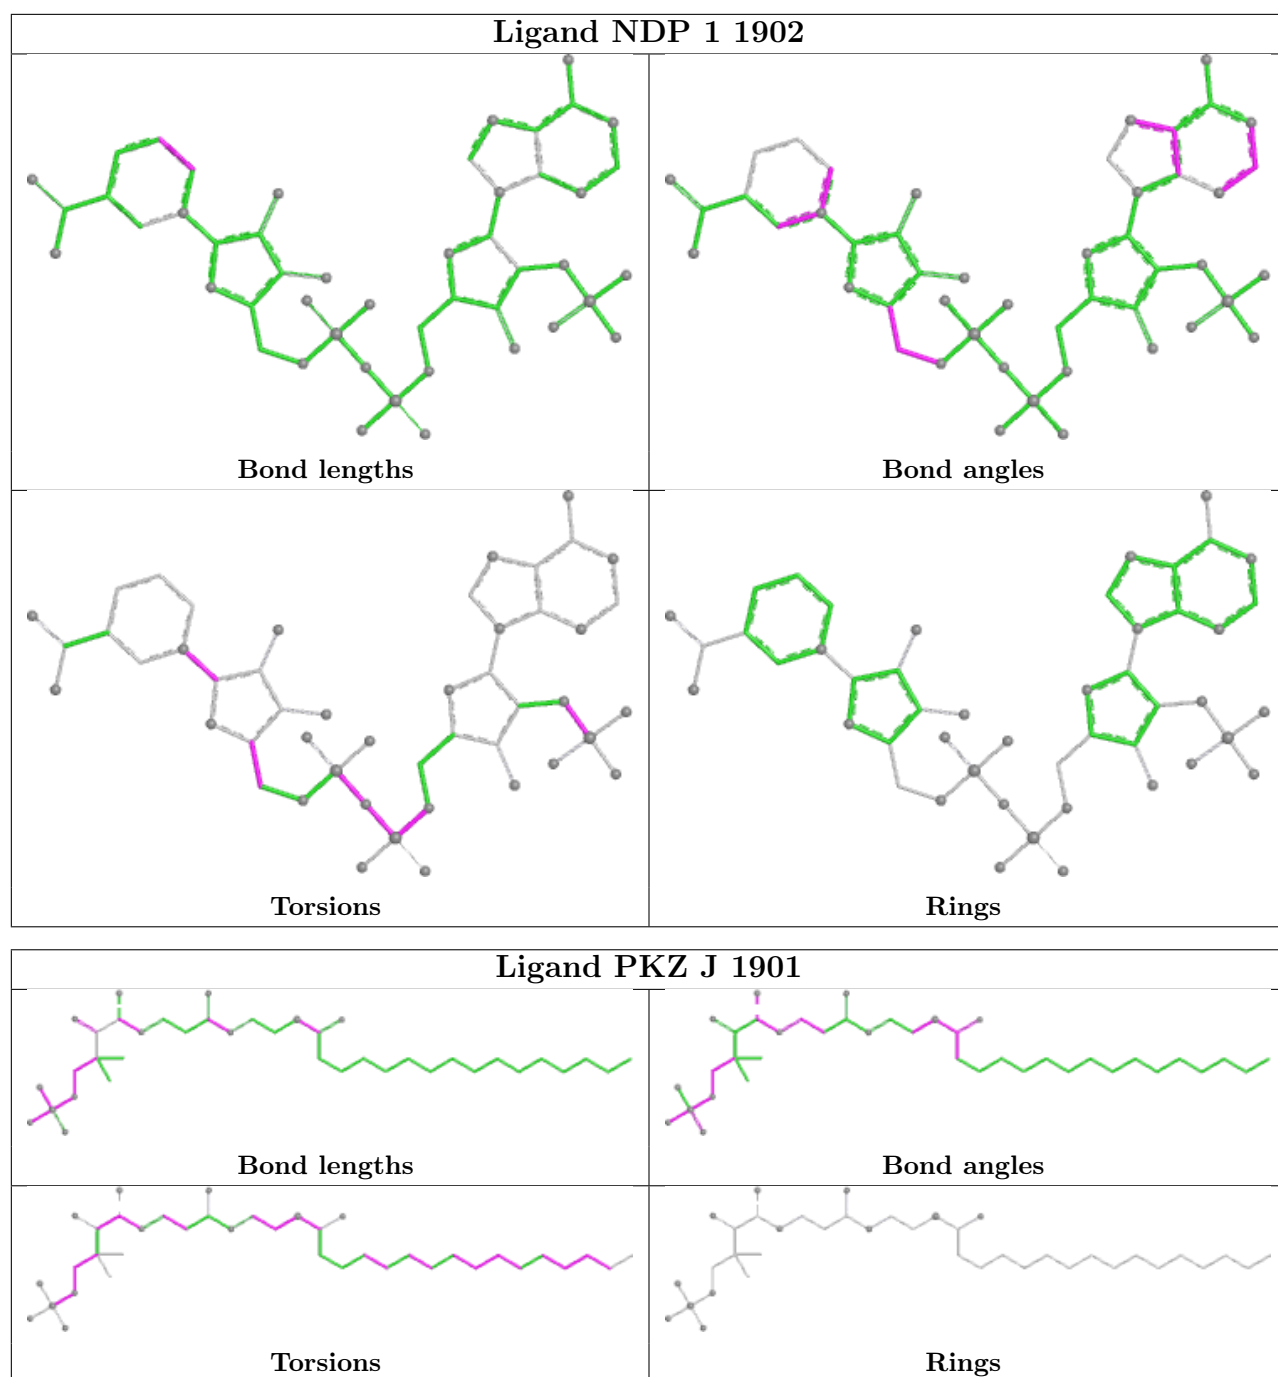 Ligand NDP 1 1902
Bond lengths
Bond angles
Torsions
Rings
Ligand PKZ J 1901
Bond lengths
Bond angles
Torsions
Rings